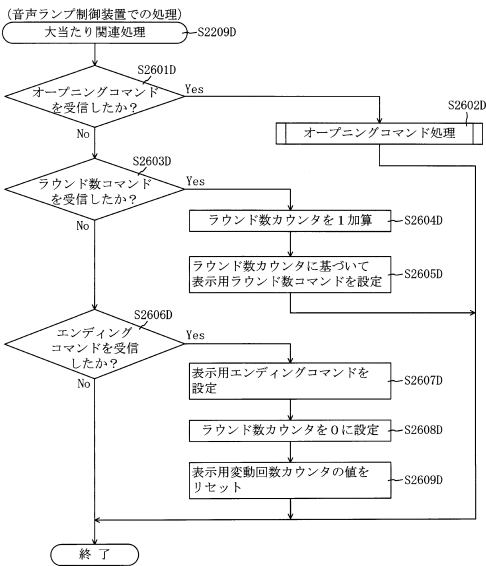 (音声ランプ制御装置での処理)
大当たり関連処理
S2209D
S2601D
オープニングコマンド
を受信したか?
Yes
No
S2602D
オープニングコマンド処理
S2603D
ラウンド数コマンド
を受信したか?
Yes
No
ラウンド数カウンタを1加算
S2604D
ラウンド数カウンタに基づいて
表示用ラウンド数コマンドを設定
S2605D
S2606D
エンディング
コマンドを受信
したか?
Yes
No
表示用エンディングコマンドを
設定
S2607D
ラウンド数カウンタを0に設定
S2608D
表示用変動回数カウンタの値を
リセット
S2609D
終了